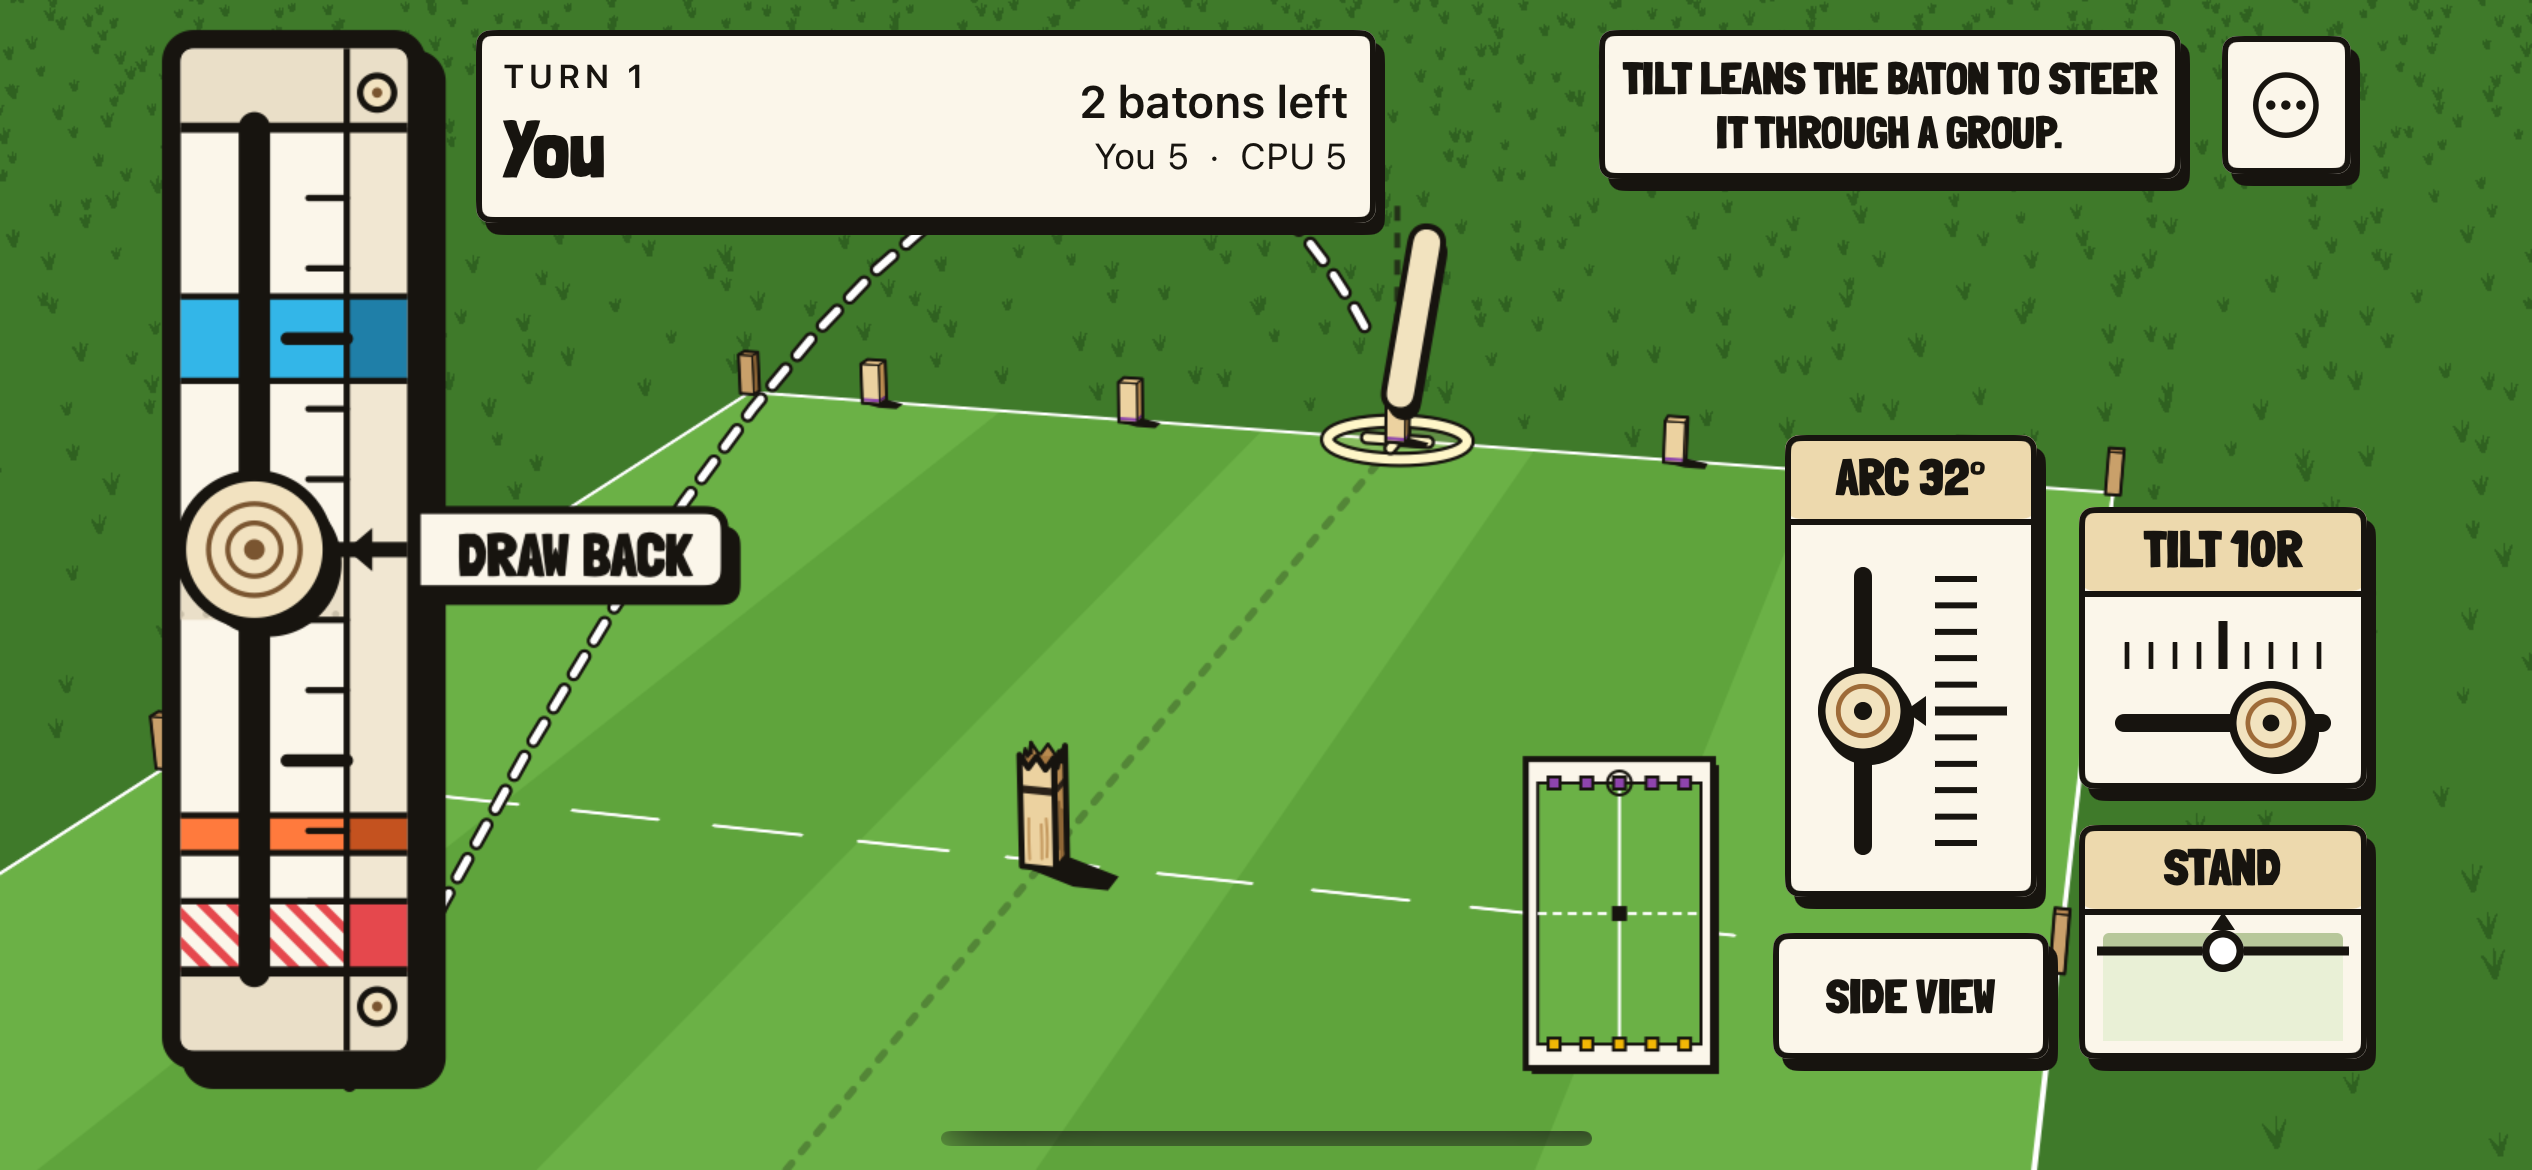 TURN 1
You
2 batons left
You 5 · CPU 5
TILT LEANS THE BATON TO STEER
IT THROUGH A GROUP.
DRAW BACK
ARC 32°
TILT 10R
STAND
SIDE VIEW